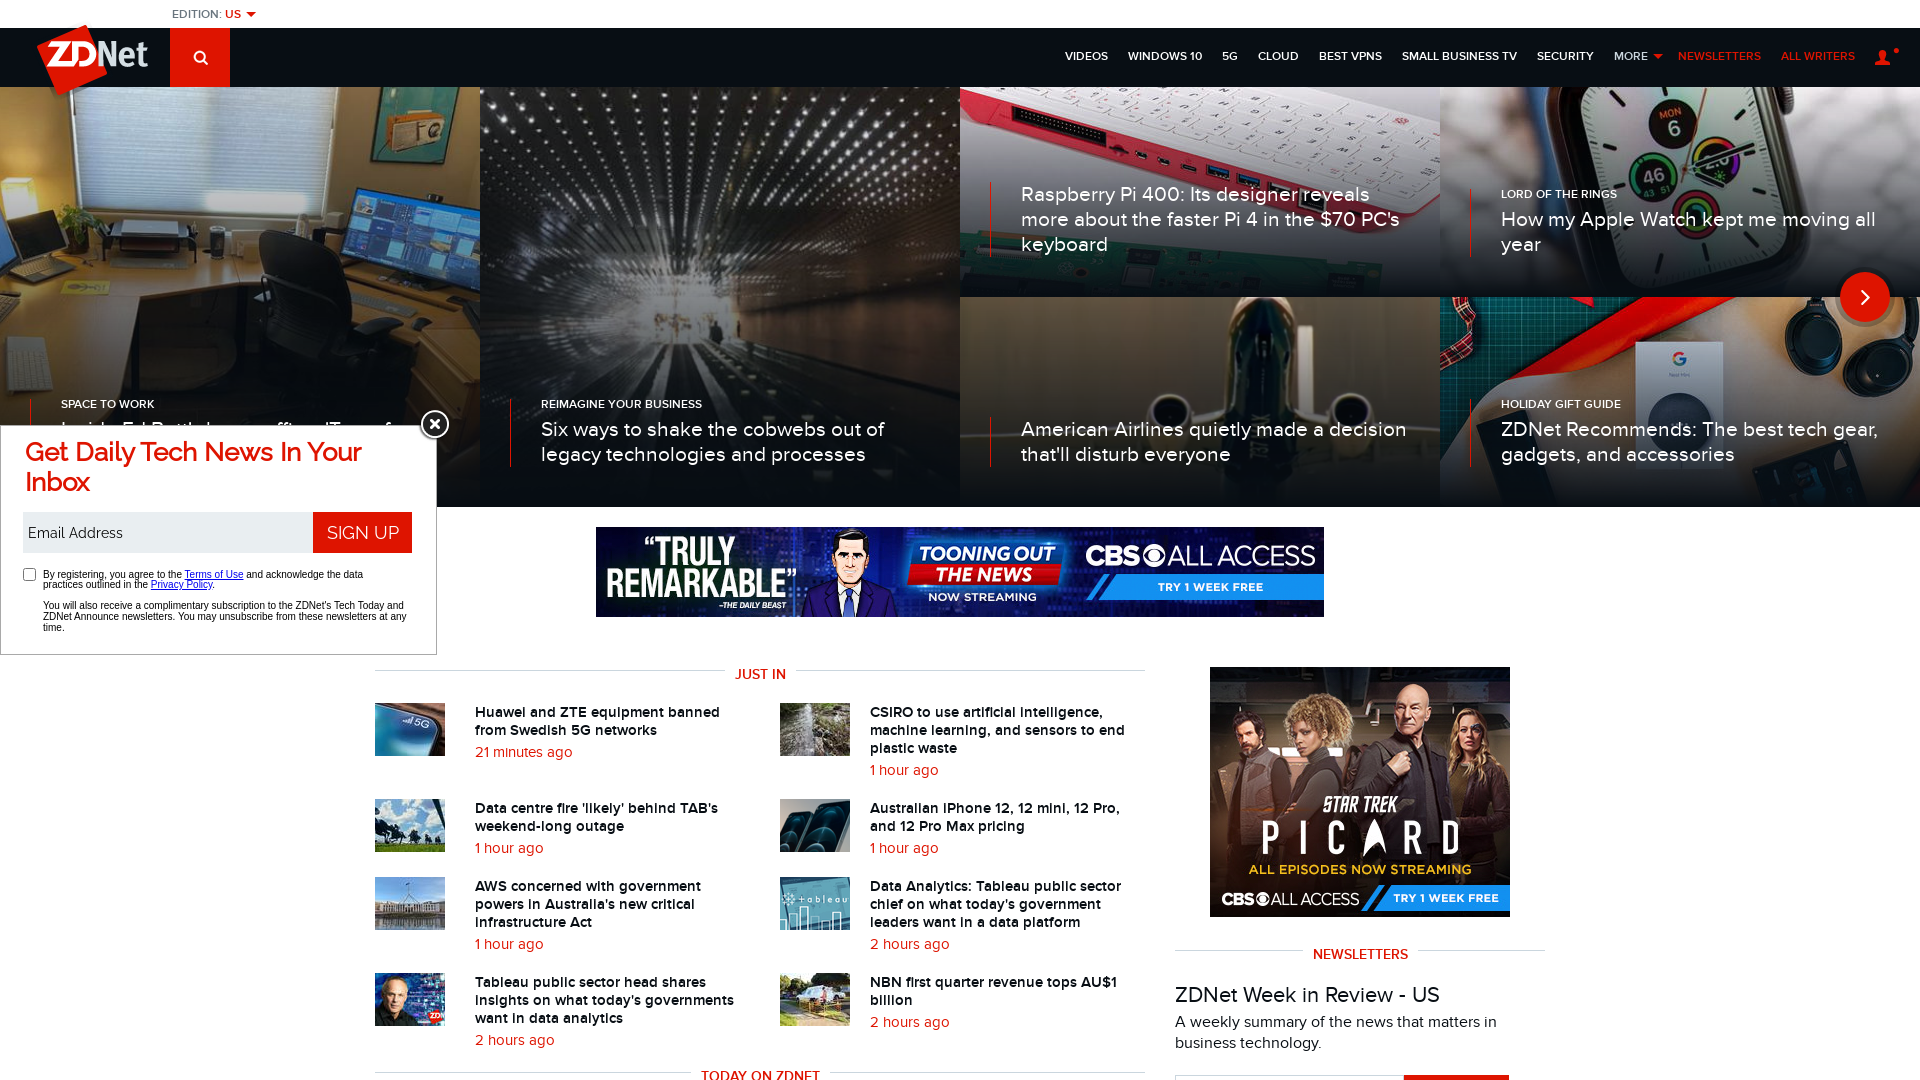 EDITION: US
ZDNet
VIDEOS WINDOWS 10 5G CLOUD BEST VPNS SMALL BUSINESS TV SECURITY MORE NEWSLETTERS ALL WRITERS
SPACE TO WORK
REIMAGINE YOUR BUSINESS
Six ways to shake the cobwebs out of
legacy technologies and processes
Raspberry Pi 400: Its designer reveals
more about the faster Pi 4 in the $70 PC's
keyboard
MON
6
46
LORD OF THE RINGS
How my Apple Watch kept me moving all
year
American Airlines quietly made a decision
that'll disturb everyone
HOLIDAY GIFT GUIDE
ZDNet Recommends: The best tech gear,
gadgets, and accessories
Get Daily Tech News In Your
Inbox
Email Address
SIGN UP
By registering, you agree to the Terms of Use and acknowledge the data
practices outlined in the Privacy Policy.
You will also receive a complimentary subscription to the ZDNet's Tech Today and
ZDNet Announce newsletters. You may unsubscribe from these newsletters at any
time.
"TRULY
REMARKABLE"
-THE DAILY BEAST
TOONING OUT
THE NEWS
NOW STREAMING
CBS ALL ACCESS
TRY 1 WEEK FREE
JUST IN
5G
Huawei and ZTE equipment banned
from Swedish 5G networks
21 minutes ago
CSIRO to use artificial intelligence,
machine learning, and sensors to end
plastic waste
1 hour ago
Data centre fire 'likely' behind TAB's
weekend-long outage
1 hour ago
Australian iPhone 12, 12 mini, 12 Pro,
and 12 Pro Max pricing
1 hour ago
AWS concerned with government
powers in Australia's new critical
infrastructure Act
1 hour ago
+ableau
Data Analytics: Tableau public sector
chief on what today's government
leaders want in a data platform
2 hours ago
Tableau public sector head shares
insights on what today's governments
want in data analytics
2 hours ago
NBN first quarter revenue tops AU$1
billion
2 hours ago
TODAY ON ZDNET
STAR TREK
PICARD
ALL EPISODES NOW STREAMING
CBS ALL ACCESS
TRY 1 WEEK FREE
NEWSLETTERS
ZDNet Week in Review - US
A weekly summary of the news that matters in
business technology.